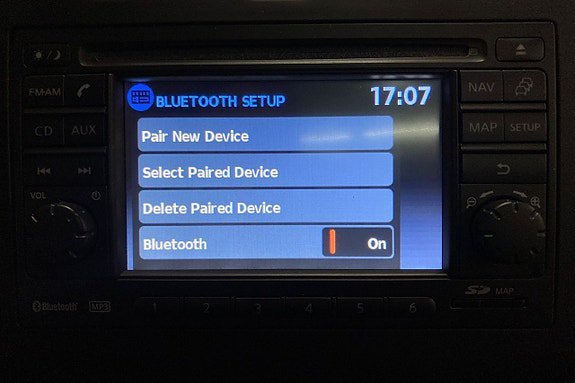 BLUETOOTH SETUP 17:07
Pair New Device
Select Paired Device
Delete Paired Device
Bluetooth On
FM·AM
CD AUX
VOL
NAV
MAP SETUP
Bluetooth MP3 1 2 3 4 5 6 SD MAP